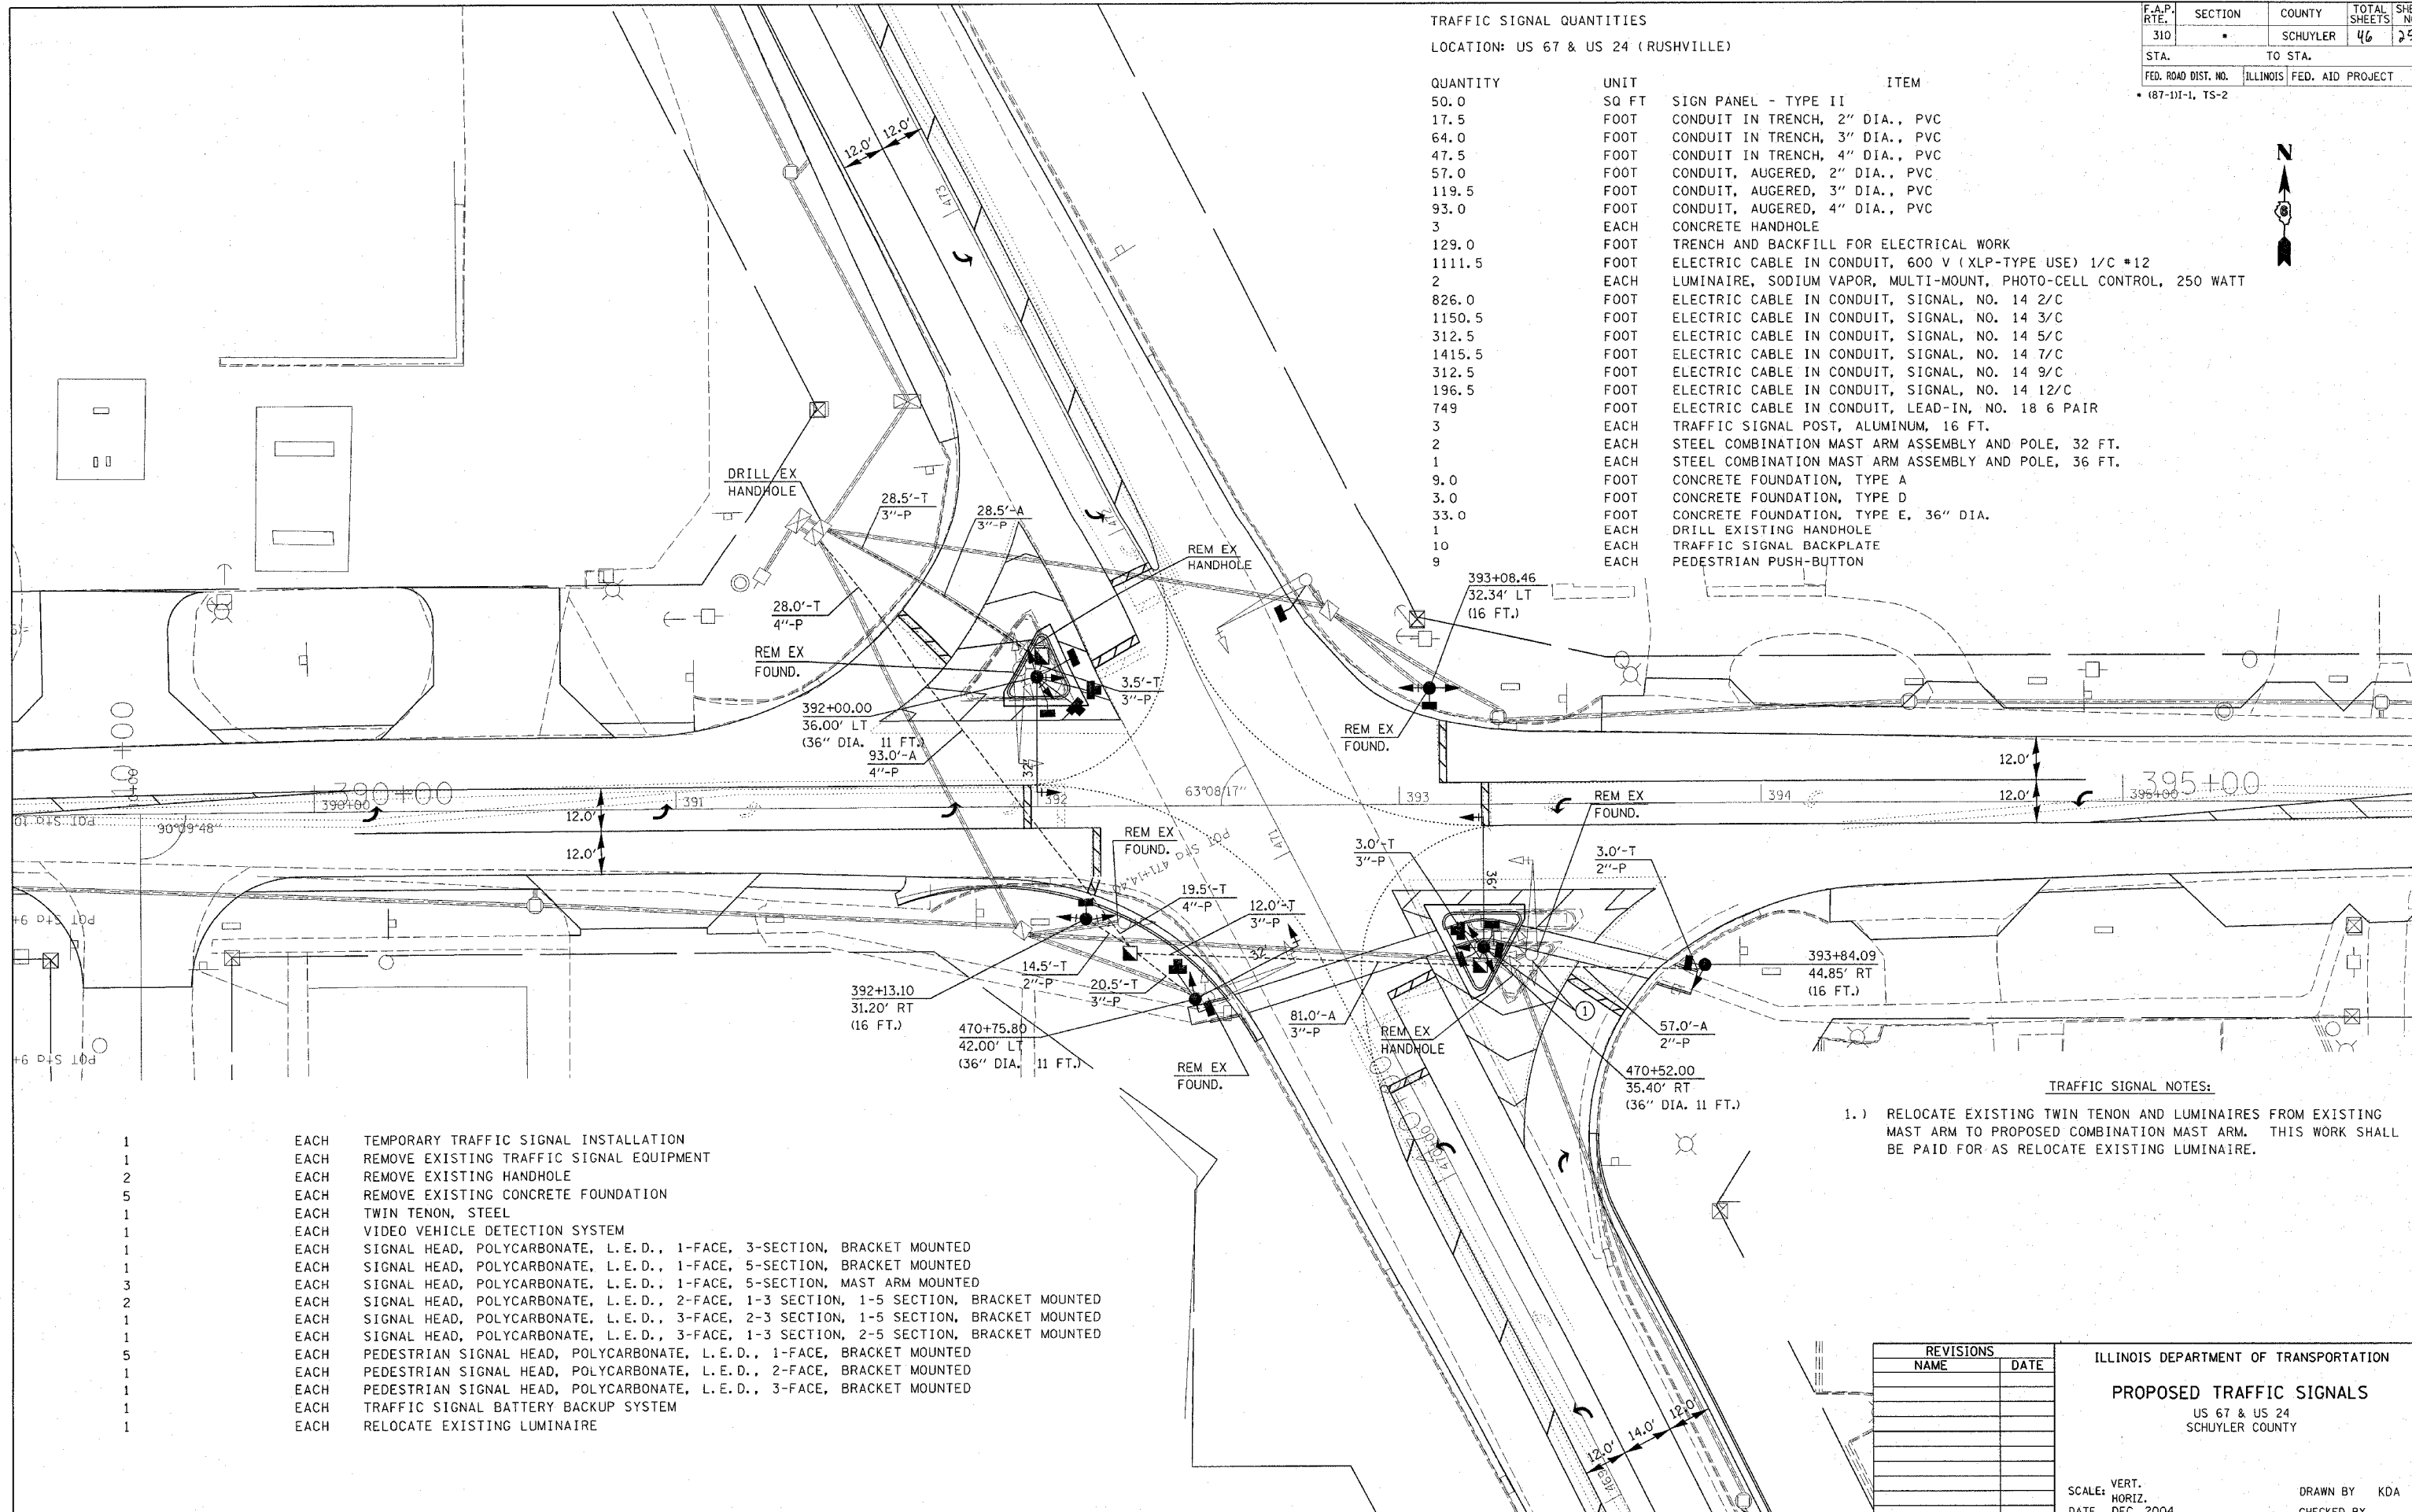 TRAFFIC SIGNAL QUANTITIES
LOCATION: US 67 & US 24 (RUSHVILLE)
QUANTITY UNIT ITEM
50.0 SQ FT SIGN PANEL - TYPE II
17.5 FOOT CONDUIT IN TRENCH, 2" DIA., PVC
64.0 FOOT CONDUIT IN TRENCH, 3" DIA., PVC
47.5 FOOT CONDUIT IN TRENCH, 4" DIA., PVC
57.0 FOOT CONDUIT, AUGERED, 2" DIA., PVC
119.5 FOOT CONDUIT, AUGERED, 3" DIA., PVC
93.0 FOOT CONDUIT, AUGERED, 4" DIA., PVC
3 EACH CONCRETE HANDHOLE
129.0 FOOT TRENCH AND BACKFILL FOR ELECTRICAL WORK
1111.5 FOOT ELECTRIC CABLE IN CONDUIT, 600 V (XLP-TYPE USE) 1/C #12
2 EACH LUMINAIRE, SODIUM VAPOR, MULTI-MOUNT, PHOTO-CELL CONTROL, 250 WATT
826.0 FOOT ELECTRIC CABLE IN CONDUIT, SIGNAL, NO. 14 2/C
1150.5 FOOT ELECTRIC CABLE IN CONDUIT, SIGNAL, NO. 14 3/C
312.5 FOOT ELECTRIC CABLE IN CONDUIT, SIGNAL, NO. 14 5/C
1415.5 FOOT ELECTRIC CABLE IN CONDUIT, SIGNAL, NO. 14 7/C
312.5 FOOT ELECTRIC CABLE IN CONDUIT, SIGNAL, NO. 14 9/C
196.5 FOOT ELECTRIC CABLE IN CONDUIT, SIGNAL, NO. 14 12/C
749 FOOT ELECTRIC CABLE IN CONDUIT, LEAD-IN, NO. 18 6 PAIR
3 EACH TRAFFIC SIGNAL POST, ALUMINUM, 16 FT.
2 EACH STEEL COMBINATION MAST ARM ASSEMBLY AND POLE, 32 FT.
1 EACH STEEL COMBINATION MAST ARM ASSEMBLY AND POLE, 36 FT.
9.0 FOOT CONCRETE FOUNDATION, TYPE A
3.0 FOOT CONCRETE FOUNDATION, TYPE D
33.0 FOOT CONCRETE FOUNDATION, TYPE E, 36" DIA.
1 EACH DRILL EXISTING HANDHOLE
10 EACH TRAFFIC SIGNAL BACKPLATE
9 EACH PEDESTRIAN PUSH-BUTTON
F.A.P. RTE. SECTION COUNTY TOTAL SHEETS
310 • SCHUYLER 46
STA. TO STA.
FED. ROAD DIST. NO. ILLINOIS FED. AID PROJECT
• (87-1)I-1, TS-2
N
12.0' 12.0'
473
DRILL EX
HANDHOLE
28.5'-T
3"-P
28.5'-A
3"-P
REM EX
HANDHOLE
28.0'-T
4"-P
REM EX
FOUND.
3.5'-T
3"-P
392+00.00
36.00' LT
(36" DIA. 11 FT.)
93.0'-A
4"-P
32'
393+08.46
32.34' LT
(16 FT.)
REM EX
FOUND.
10+00
390+00
390+00
391
392
63°08'17"
393
394
395+00
395+00
90°09'48"
12.0'
12.0'
12.0'
12.0'
471
POT Sta 471+14.40
REM EX
FOUND.
REM EX
FOUND.
19.5'-T
4"-P
12.0'-T
3"-P
32'
3.0'-T
3"-P
36'
3.0'-T
2"-P
14.5'-T
2"-P
20.5'-T
3"-P
392+13.10
31.20' RT
(16 FT.)
470+75.80
42.00' LT
(36" DIA. 11 FT.)
REM EX
FOUND.
81.0'-A
3"-P
REM EX
HANDHOLE
1
57.0'-A
2"-P
393+84.09
44.85' RT
(16 FT.)
470+52.00
35.40' RT
(36" DIA. 11 FT.)
470+00
12.0' 14.0' 12.0'
469
TRAFFIC SIGNAL NOTES:
1.) RELOCATE EXISTING TWIN TENON AND LUMINAIRES FROM EXISTING
MAST ARM TO PROPOSED COMBINATION MAST ARM. THIS WORK SHALL
BE PAID FOR AS RELOCATE EXISTING LUMINAIRE.
1 EACH TEMPORARY TRAFFIC SIGNAL INSTALLATION
1 EACH REMOVE EXISTING TRAFFIC SIGNAL EQUIPMENT
2 EACH REMOVE EXISTING HANDHOLE
5 EACH REMOVE EXISTING CONCRETE FOUNDATION
1 EACH TWIN TENON, STEEL
1 EACH VIDEO VEHICLE DETECTION SYSTEM
1 EACH SIGNAL HEAD, POLYCARBONATE, L.E.D., 1-FACE, 3-SECTION, BRACKET MOUNTED
1 EACH SIGNAL HEAD, POLYCARBONATE, L.E.D., 1-FACE, 5-SECTION, BRACKET MOUNTED
3 EACH SIGNAL HEAD, POLYCARBONATE, L.E.D., 1-FACE, 5-SECTION, MAST ARM MOUNTED
2 EACH SIGNAL HEAD, POLYCARBONATE, L.E.D., 2-FACE, 1-3 SECTION, 1-5 SECTION, BRACKET MOUNTED
1 EACH SIGNAL HEAD, POLYCARBONATE, L.E.D., 3-FACE, 2-3 SECTION, 1-5 SECTION, BRACKET MOUNTED
1 EACH SIGNAL HEAD, POLYCARBONATE, L.E.D., 3-FACE, 1-3 SECTION, 2-5 SECTION, BRACKET MOUNTED
5 EACH PEDESTRIAN SIGNAL HEAD, POLYCARBONATE, L.E.D., 1-FACE, BRACKET MOUNTED
1 EACH PEDESTRIAN SIGNAL HEAD, POLYCARBONATE, L.E.D., 2-FACE, BRACKET MOUNTED
1 EACH PEDESTRIAN SIGNAL HEAD, POLYCARBONATE, L.E.D., 3-FACE, BRACKET MOUNTED
1 EACH TRAFFIC SIGNAL BATTERY BACKUP SYSTEM
1 EACH RELOCATE EXISTING LUMINAIRE
REVISIONS
NAME DATE
ILLINOIS DEPARTMENT OF TRANSPORTATION
PROPOSED TRAFFIC SIGNALS
US 67 & US 24
SCHUYLER COUNTY
SCALE: VERT.
HORIZ.
DATE DEC. 2004
DRAWN BY KDA
CHECKED BY